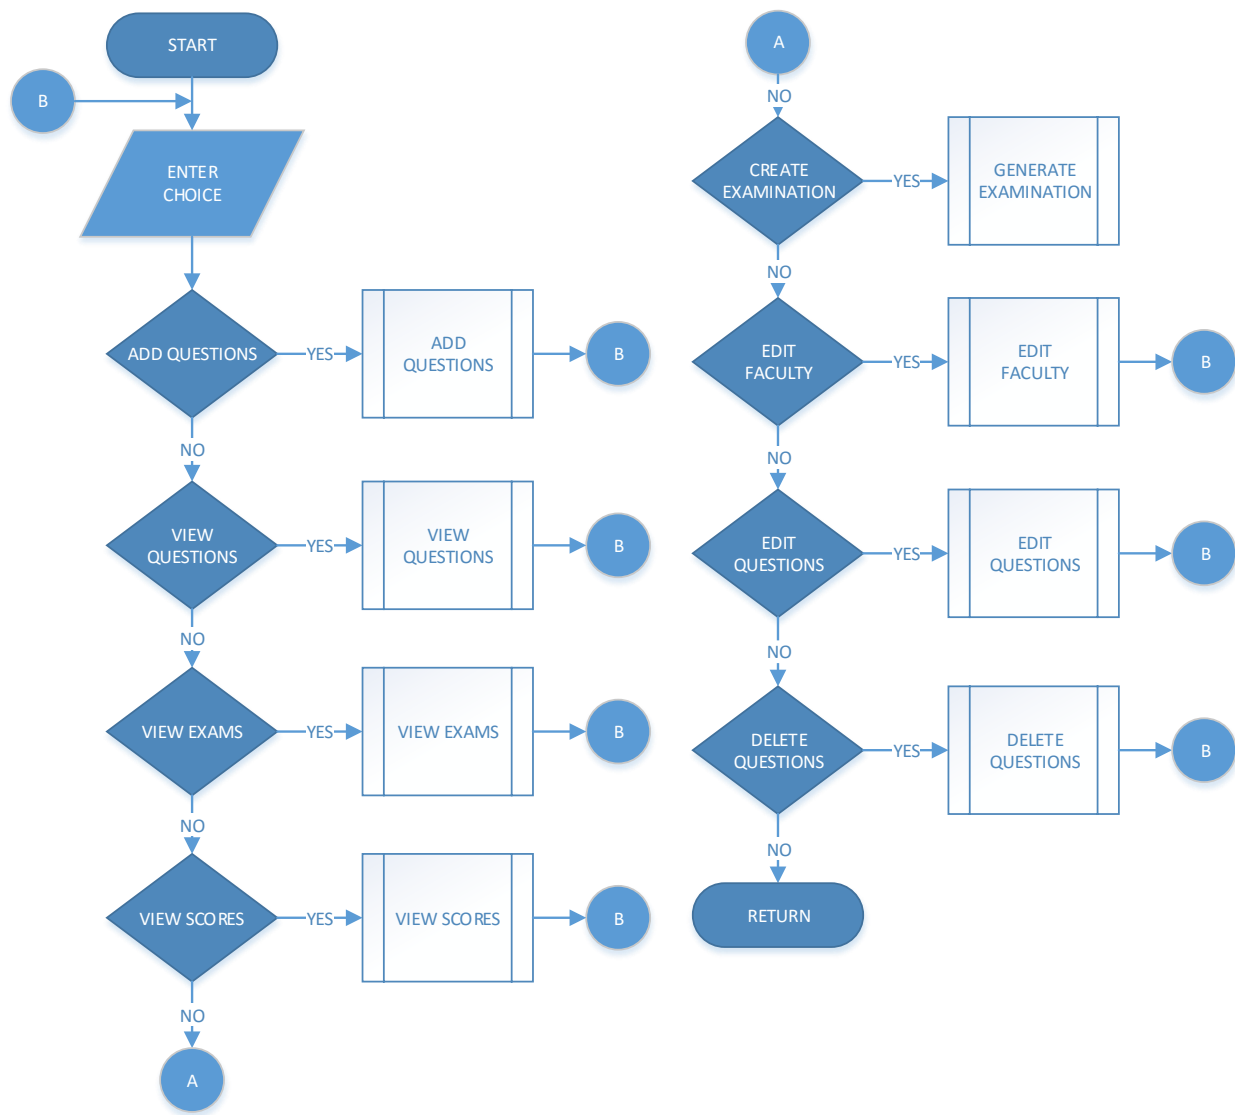 START
B
ENTER
CHOICE
ADD QUESTIONS
YES
ADD
QUESTIONS
B
NO
VIEW
QUESTIONS
YES
VIEW
QUESTIONS
B
NO
VIEW EXAMS
YES
VIEW EXAMS
B
NO
VIEW SCORES
YES
VIEW SCORES
B
NO
A
A
NO
CREATE
EXAMINATION
YES
GENERATE
EXAMINATION
NO
EDIT
FACULTY
YES
EDIT
FACULTY
B
NO
EDIT
QUESTIONS
YES
EDIT
QUESTIONS
B
NO
DELETE
QUESTIONS
YES
DELETE
QUESTIONS
B
NO
RETURN